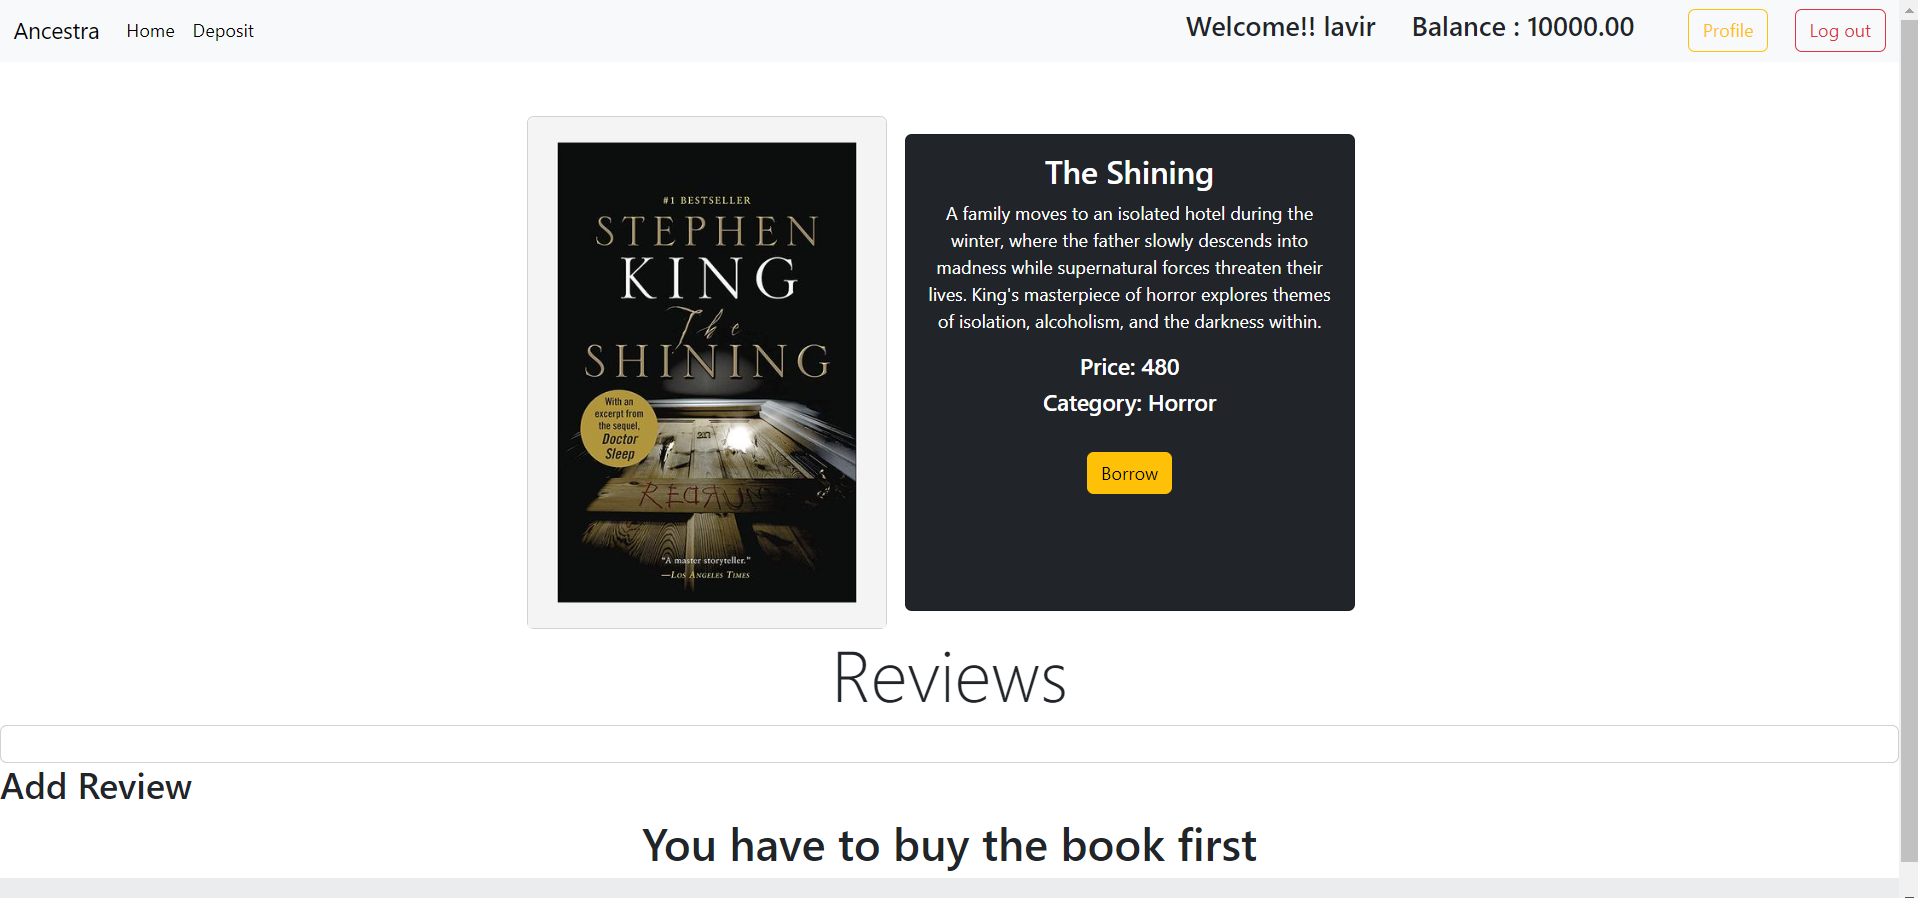 Ancestra Home Deposit Welcome!! lavir Balance : 10000.00 Profile Log out
#1 BESTSELLER
STEPHEN
KING
The
SHINING
With an
excerpt from
the sequel,
Doctor
Sleep
217
REDRUM
"A master storyteller."
—LOS ANGELES TIMES
The Shining
A family moves to an isolated hotel during the
winter, where the father slowly descends into
madness while supernatural forces threaten their
lives. King's masterpiece of horror explores themes
of isolation, alcoholism, and the darkness within.
Price: 480
Category: Horror
Borrow
Reviews
Add Review
You have to buy the book first